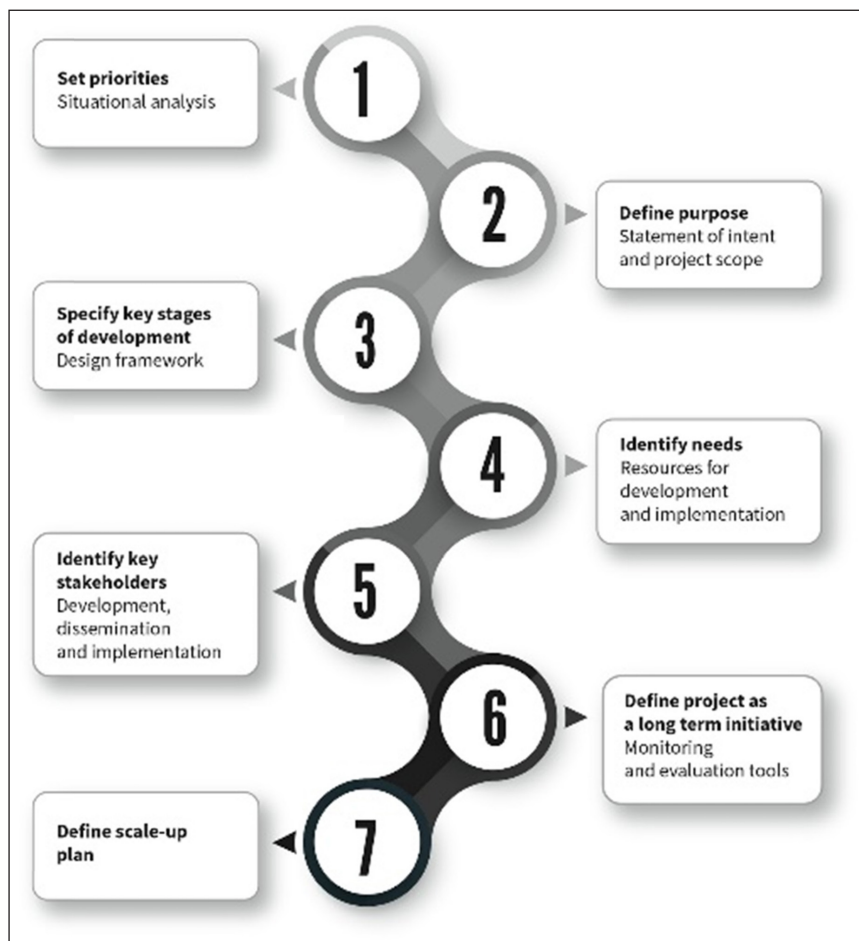 1
Set priorities
Situational analysis
2
Define purpose
Statement of intent
and project scope
3
Specify key stages
of development
Design framework
4
Identify needs
Resources for
development
and implementation
5
Identify key
stakeholders
Development,
dissemination
and implementation
6
Define project as
a long term initiative
Monitoring
and evaluation tools
7
Define scale-up
plan